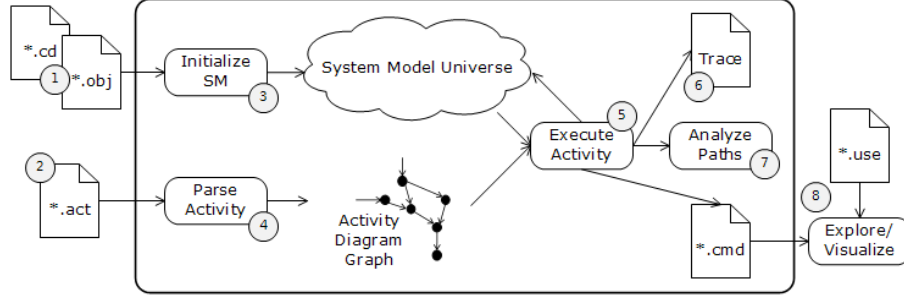 *.cd
1
*.obj
Initialize
SM
3
System Model Universe
5
Execute
Activity
Trace
6
Analyze
Paths
7
*.use
2
*.act
Parse
Activity
4
Activity
Diagram
Graph
*.cmd
8
Explore/
Visualize